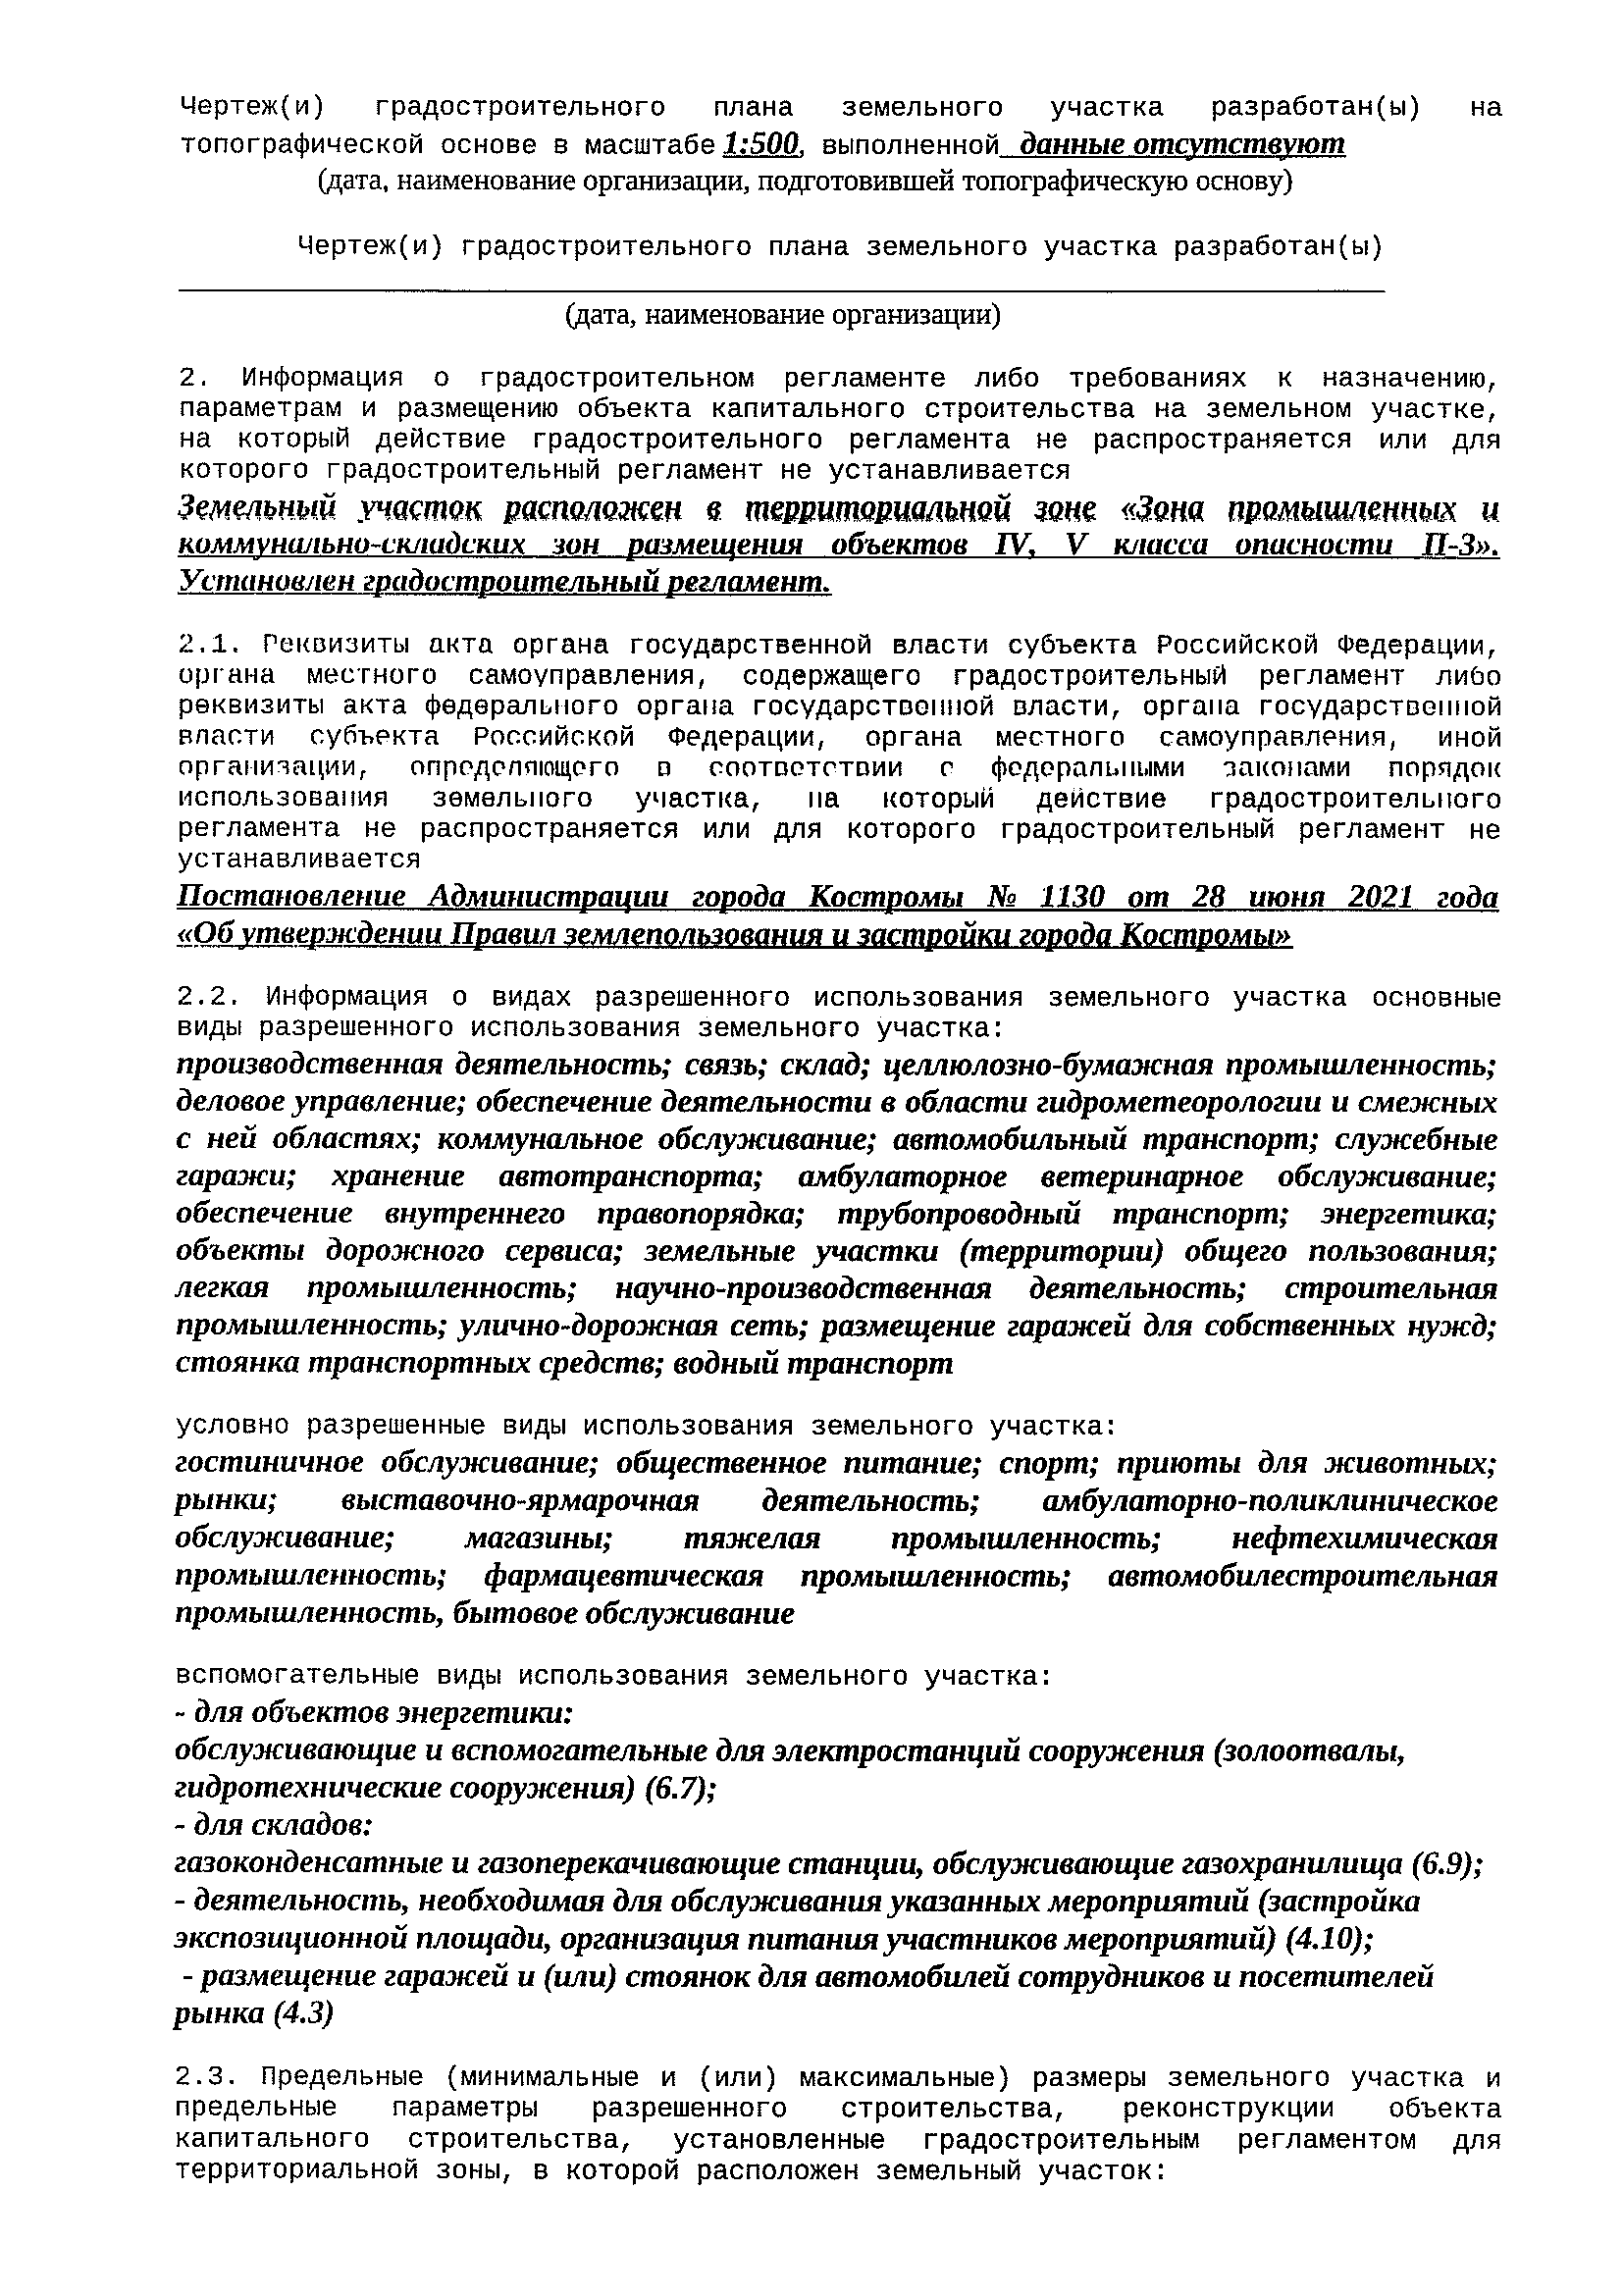 Чертеж(и) градостроительного плана земельного участка разработан(ы) на
топографической основе в масштабе 1:500, выполненной данные отсутствуют
(дата, наименование организации, подготовившей топографическую основу)
Чертеж(и) градостроительного плана земельного участка разработан(ы)
(дата, наименование организации)
2. Информация о градостроительном регламенте либо требованиях к назначению,
параметрам и размещению объекта капитального строительства на земельном участке,
на который действие градостроительного регламента не распространяется или для
которого градостроительный регламент не устанавливается
Земельный участок расположен в территориальной зоне «Зона промышленных и
коммунально-складских зон размещения объектов IV, V класса опасности П-3».
Установлен градостроительный регламент.
2.1. Реквизиты акта органа государственной власти субъекта Российской Федерации,
органа местного самоуправления, содержащего градостроительный регламент либо
реквизиты акта федерального органа государственной власти, органа государственной
власти субъекта Российской Федерации, органа местного самоуправления, иной
организации, определяющего в соответствии с федеральными законами порядок
использования земельного участка, на который действие градостроительного
регламента не распространяется или для которого градостроительный регламент не
устанавливается
Постановление Администрации города Костромы № 1130 от 28 июня 2021 года
«Об утверждении Правил землепользования и застройки города Костромы»
2.2. Информация о видах разрешенного использования земельного участка основные
виды разрешенного использования земельного участка:
производственная деятельность; связь; склад; целлюлозно-бумажная промышленность;
деловое управление; обеспечение деятельности в области гидрометеорологии и смежных
с ней областях; коммунальное обслуживание; автомобильный транспорт; служебные
гаражи; хранение автотранспорта; амбулаторное ветеринарное обслуживание;
обеспечение внутреннего правопорядка; трубопроводный транспорт; энергетика;
объекты дорожного сервиса; земельные участки (территории) общего пользования;
легкая промышленность; научно-производственная деятельность; строительная
промышленность; улично-дорожная сеть; размещение гаражей для собственных нужд;
стоянка транспортных средств; водный транспорт
условно разрешенные виды использования земельного участка:
гостиничное обслуживание; общественное питание; спорт; приюты для животных;
рынки; выставочно-ярмарочная деятельность; амбулаторно-поликлиническое
обслуживание; магазины; тяжелая промышленность; нефтехимическая
промышленность; фармацевтическая промышленность; автомобилестроительная
промышленность, бытовое обслуживание
вспомогательные виды использования земельного участка:
- для объектов энергетики:
обслуживающие и вспомогательные для электростанций сооружения (золоотвалы,
гидротехнические сооружения) (6.7);
- для складов:
газоконденсатные и газоперекачивающие станции, обслуживающие газохранилища (6.9);
- деятельность, необходимая для обслуживания указанных мероприятий (застройка
экспозиционной площади, организация питания участников мероприятий) (4.10);
- размещение гаражей и (или) стоянок для автомобилей сотрудников и посетителей
рынка (4.3)
2.3. Предельные (минимальные и (или) максимальные) размеры земельного участка и
предельные параметры разрешенного строительства, реконструкции объекта
капитального строительства, установленные градостроительным регламентом для
территориальной зоны, в которой расположен земельный участок: